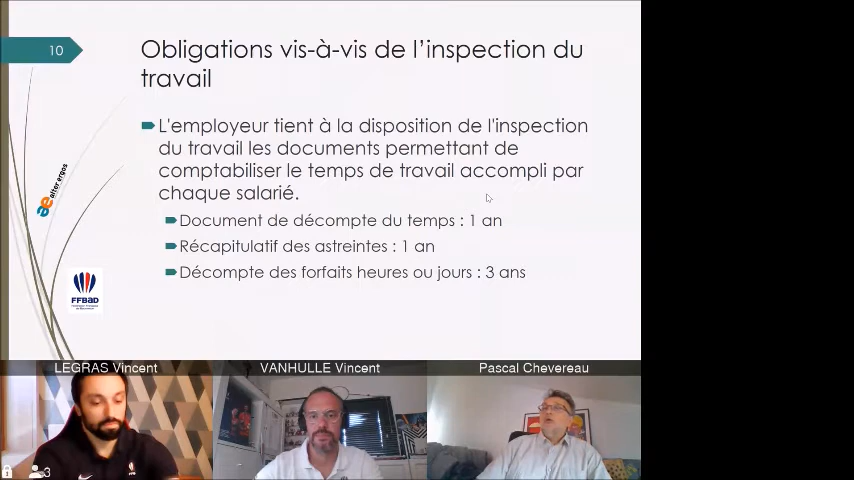 10
Obligations vis-à-vis de l'inspection du
travail
L'employeur tient à la disposition de l'inspection
du travail les documents permettant de
comptabiliser le temps de travail accompli par
chaque salarié.
Document de décompte du temps : 1 an
Récapitulatif des astreintes : 1 an
Décompte des forfaits heures ou jours : 3 ans
ae alter ergos
FFBaD
LEGRAS Vincent
VANHULLE Vincent
Pascal Chevereau
3